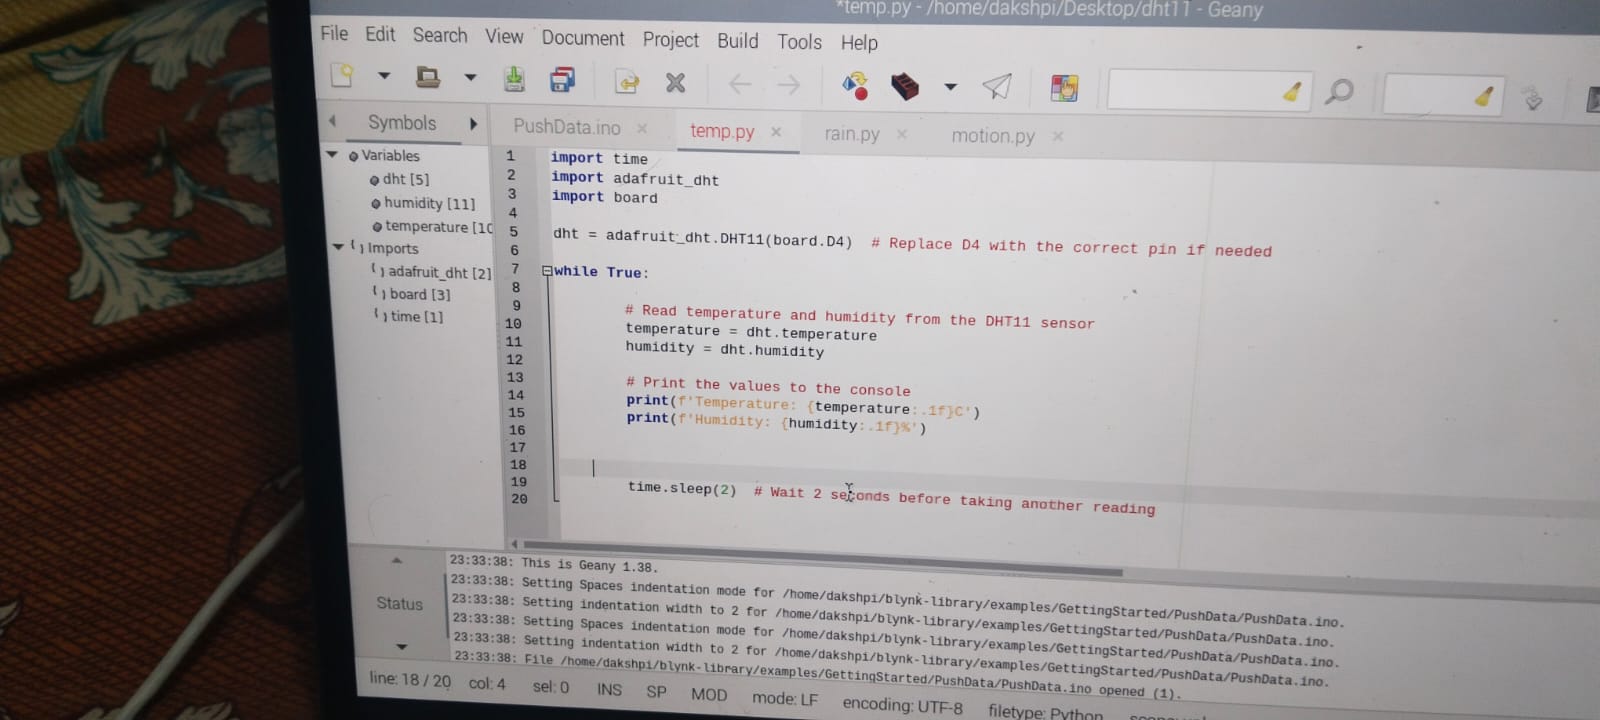 *temp.py - /home/dakshpi/Desktop/dht11 - Geany
File Edit Search View Document Project Build Tools Help
Symbols
PushData.ino
temp.py
rain.py
motion.py
Variables
dht [5]
humidity [11]
temperature [10
Imports
adafruit_dht [2]
board [3]
time [1]
1 import time
2 import adafruit_dht
3 import board
4
5 dht = adafruit_dht.DHT11(board.D4)  # Replace D4 with the correct pin if needed
6
7 while True:
8
9 # Read temperature and humidity from the DHT11 sensor
10 temperature = dht.temperature
11 humidity = dht.humidity
12
13 # Print the values to the console
14 print(f'Temperature: {temperature:.1f}C')
15 print(f'Humidity: {humidity:.1f}%')
16
17
18
19 time.sleep(2)  # Wait 2 seconds before taking another reading
20
Status
23:33:38: This is Geany 1.38.
23:33:38: Setting Spaces indentation mode for /home/dakshpi/blynk-library/examples/GettingStarted/PushData/PushData.ino.
23:33:38: Setting indentation width to 2 for /home/dakshpi/blynk-library/examples/GettingStarted/PushData/PushData.ino.
23:33:38: Setting Spaces indentation mode for /home/dakshpi/blynk-library/examples/GettingStarted/PushData/PushData.ino.
23:33:38: Setting indentation width to 2 for /home/dakshpi/blynk-library/examples/GettingStarted/PushData/PushData.ino.
23:33:38: File /home/dakshpi/blynk-library/examples/GettingStarted/PushData/PushData.ino opened (1).
line: 18 / 20 col: 4 sel: 0 INS SP MOD mode: LF encoding: UTF-8 filetype: Python